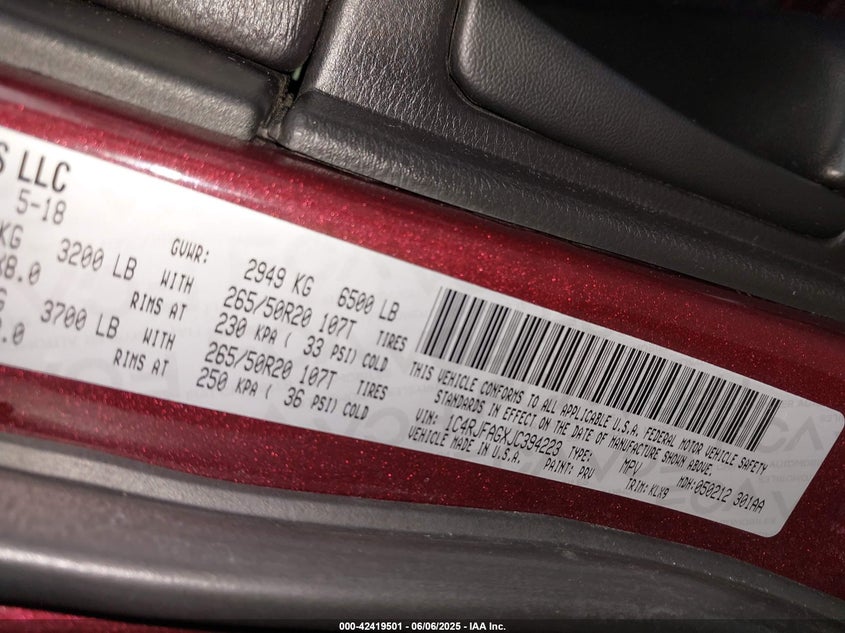 S LLC
5-18
KG 3200 LB WITH
X8.0 RIMS AT
3700 LB WITH
.0 RIMS AT
GVWR: 2949 KG 6500 LB
265/50R20 107T TIRES
230 KPA ( 33 PSI) COLD
265/50R20 107T TIRES
250 KPA ( 36 PSI) COLD
THIS VEHICLE CONFORMS TO ALL APPLICABLE U.S.A. FEDERAL MOTOR VEHICLE SAFETY
STANDARDS IN EFFECT ON THE DATE OF MANUFACTURE SHOWN ABOVE.
VIN: 1C4RJFAGXJC394223 TYPE: MPV MDH:050212 301AA
VEHICLE MADE IN U.S.A. PAINT: PRV TRIM: KLX9
000-42419501 - 06/06/2025 - IAA Inc.